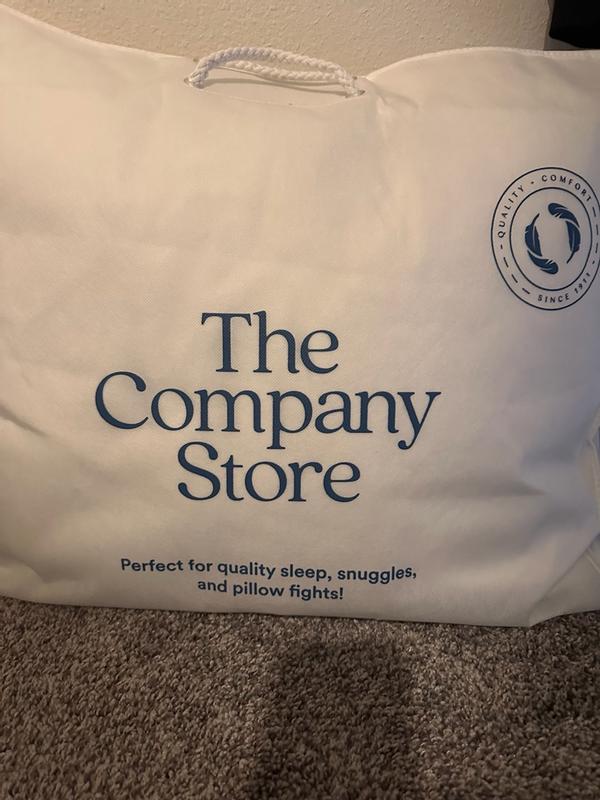 QUALITY - COMFORT
SINCE 1911
The
Company
Store
Perfect for quality sleep, snuggles,
and pillow fights!